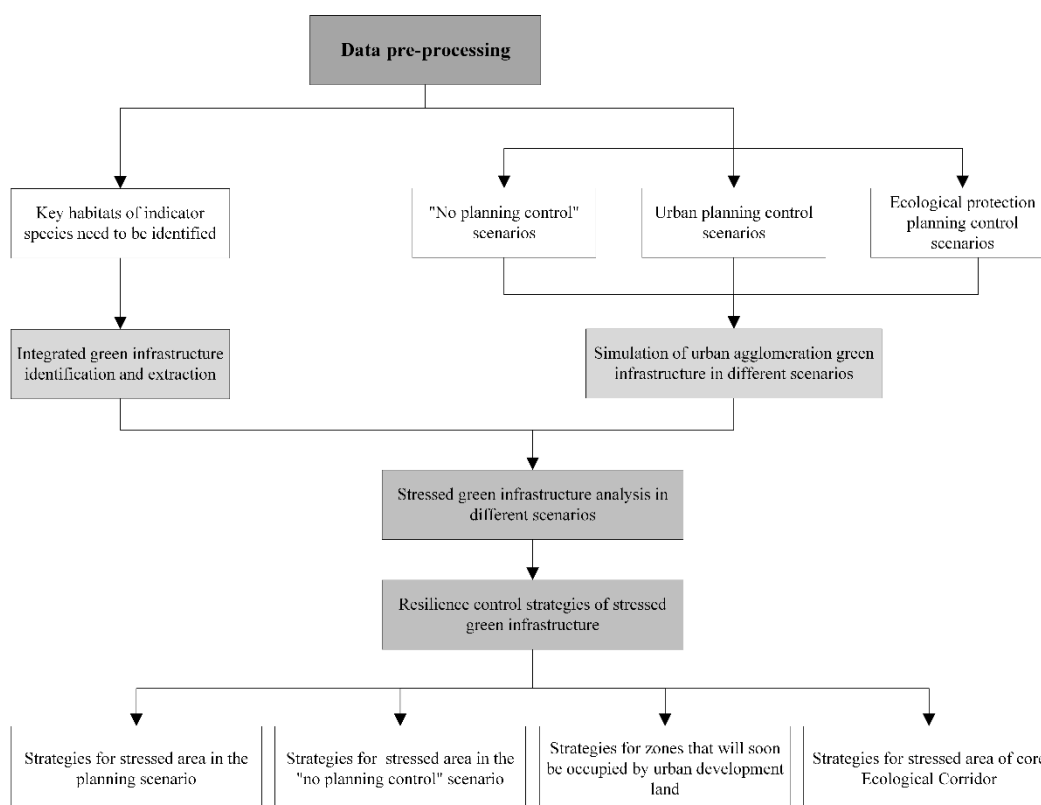 Data pre-processing
Key habitats of indicator
species need to be identified
"No planning control"
scenarios
Urban planning control
scenarios
Ecological protection
planning control
scenarios
Integrated green infrastructure
identification and extraction
Simulation of urban agglomeration green
infrastructure in different scenarios
Stressed green infrastructure analysis in
different scenarios
Resilience control strategies of stressed
green infrastructure
Strategies for stressed area in the
planning scenario
Strategies for stressed area in the
"no planning control" scenario
Strategies for zones that will soon
be occupied by urban development
land
Strategies for stressed area of core
Ecological Corridor